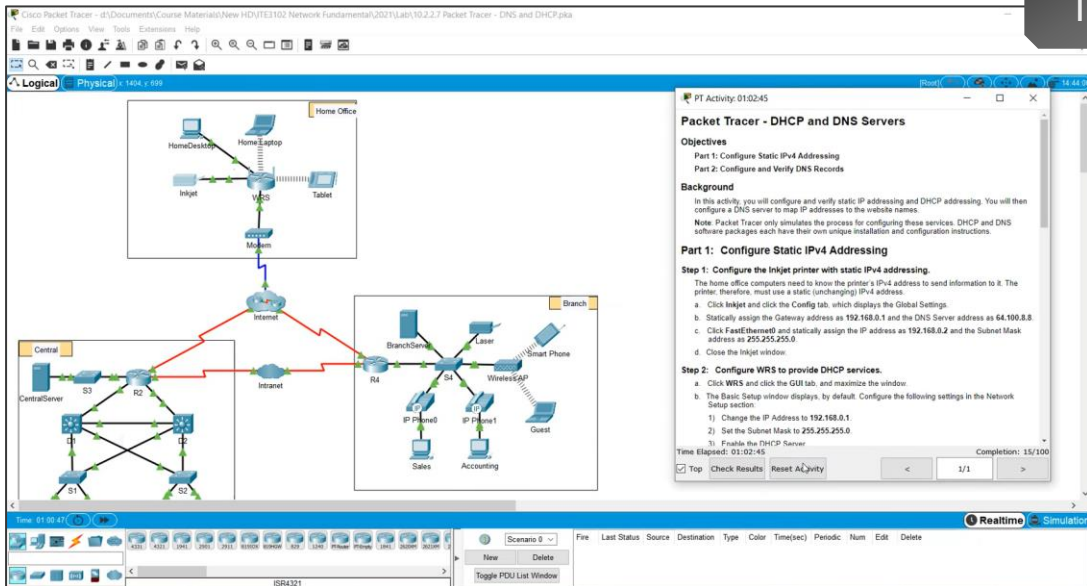 Cisco Packet Tracer - d:\Documents\Course Materials\New HD\ITE3102 Network Fundamental\2021\Lab\10.2.2.7 Packet Tracer - DNS and DHCP.pka
File Edit Options View Tools Extensions Help
Logical Physical x: 1404, y: 699 [Root] 14:44:00
Home Office
HomeDesktop
Home Laptop
Inkjet
WRS
Tablet
Modem
Internet
Intranet
Central
CentralServer
S3
R2
D1
D2
S1
S2
Branch
BranchServer
Laser
Smart Phone
R4
S4
Wireless AP
IP Phone0
IP Phone1
Guest
Sales
Accounting
PT Activity: 01:02:45
Packet Tracer - DHCP and DNS Servers
Objectives
Part 1: Configure Static IPv4 Addressing
Part 2: Configure and Verify DNS Records
Background
In this activity, you will configure and verify static IP addressing and DHCP addressing. You will then
configure a DNS server to map IP addresses to the website names.
Note: Packet Tracer only simulates the process for configuring these services. DHCP and DNS
software packages each have their own unique installation and configuration instructions.
Part 1: Configure Static IPv4 Addressing
Step 1: Configure the Inkjet printer with static IPv4 addressing.
The home office computers need to know the printer's IPv4 address to send information to it. The
printer, therefore, must use a static (unchanging) IPv4 address.
a. Click Inkjet and click the Config tab, which displays the Global Settings.
b. Statically assign the Gateway address as 192.168.0.1 and the DNS Server address as 64.100.8.8.
c. Click FastEthernet0 and statically assign the IP address as 192.168.0.2 and the Subnet Mask
address as 255.255.255.0.
d. Close the Inkjet window.
Step 2: Configure WRS to provide DHCP services.
a. Click WRS and click the GUI tab, and maximize the window.
b. The Basic Setup window displays, by default. Configure the following settings in the Network
Setup section:
1) Change the IP Address to 192.168.0.1.
2) Set the Subnet Mask to 255.255.255.0.
3) Enable the DHCP Server.
Time Elapsed: 01:02:45 Completion: 15/100
Top Check Results Reset Activity < 1/1 >
Time: 01:00:47 Realtime Simulation
4331 4321 1941 2901 2911 819HGW 829 1240
Scenario 0
New Delete
Toggle PDU List Window
Fire Last Status Source Destination Type Color Time(sec) Periodic Num Edit Delete
ISR4321